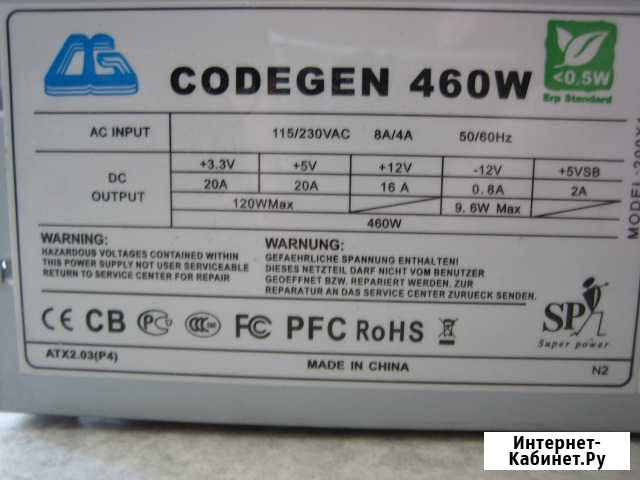 CODEGEN 460W
<0.5W
Erp Standard
AC INPUT 115/230VAC 8A/4A 50/60Hz
DC OUTPUT
+3.3V +5V +12V -12V +5VSB
20A 20A 16A 0.8A 2A
120WMax 9.6W Max
460W
WARNING:
HAZARDOUS VOLTAGES CONTAINED WITHIN
THIS POWER SUPPLY NOT USER SERVICEABLE
RETURN TO SERVICE CENTER FOR REPAIR
WARNUNG:
GEFAEHRLICHE SPANNUNG ENTHALTEN!
DIESES NETZTEIL DARF NICHT VOM BENUTZER
GEOEFFNET BZW. REPARIERT WERDEN. ZUR
REPARATUR AN DAS SERVICE CENTER ZURUECK SENDEN.
CE CB PC CCC FC PFC RoHS
SP
Super power
ATX2.03(P4)
MADE IN CHINA
N2
MODEL:
Интернет-
Кабинет.Ру